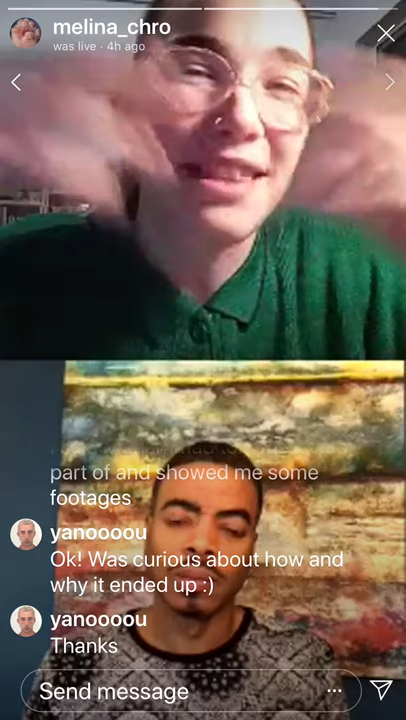 melina_chro
was live · 4h ago
part of and showed me some
footages
yanoooou
Ok! Was curious about how and
why it ended up :)
yanoooou
Thanks
Send message